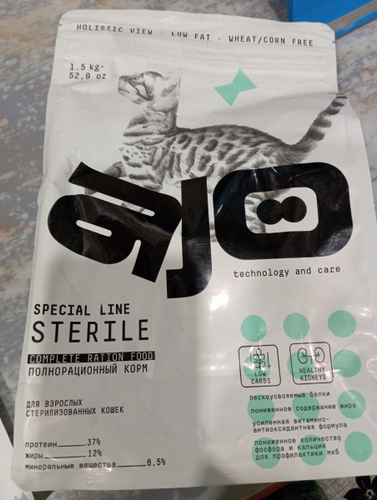 HOLISTIC VIEW · LOW FAT · WHEAT/CORN FREE
1.5 kg
52,9 oz
AJO
technology and care
SPECIAL LINE
STERILE
COMPLETE RATION FOOD
ПОЛНОРАЦИОННЫЙ КОРМ
ДЛЯ ВЗРОСЛЫХ
СТЕРИЛИЗОВАННЫХ КОШЕК
протеин 37%
жиры 12%
минеральные вещества 6,5%
LOW
CARBS
HEALTHY
KIDNEYS
легкоусвояемые белки
пониженное содержание жира
усиленная витамино-
антиоксидантная формула
пониженное количество
фосфора и кальция
для профилактики мкб